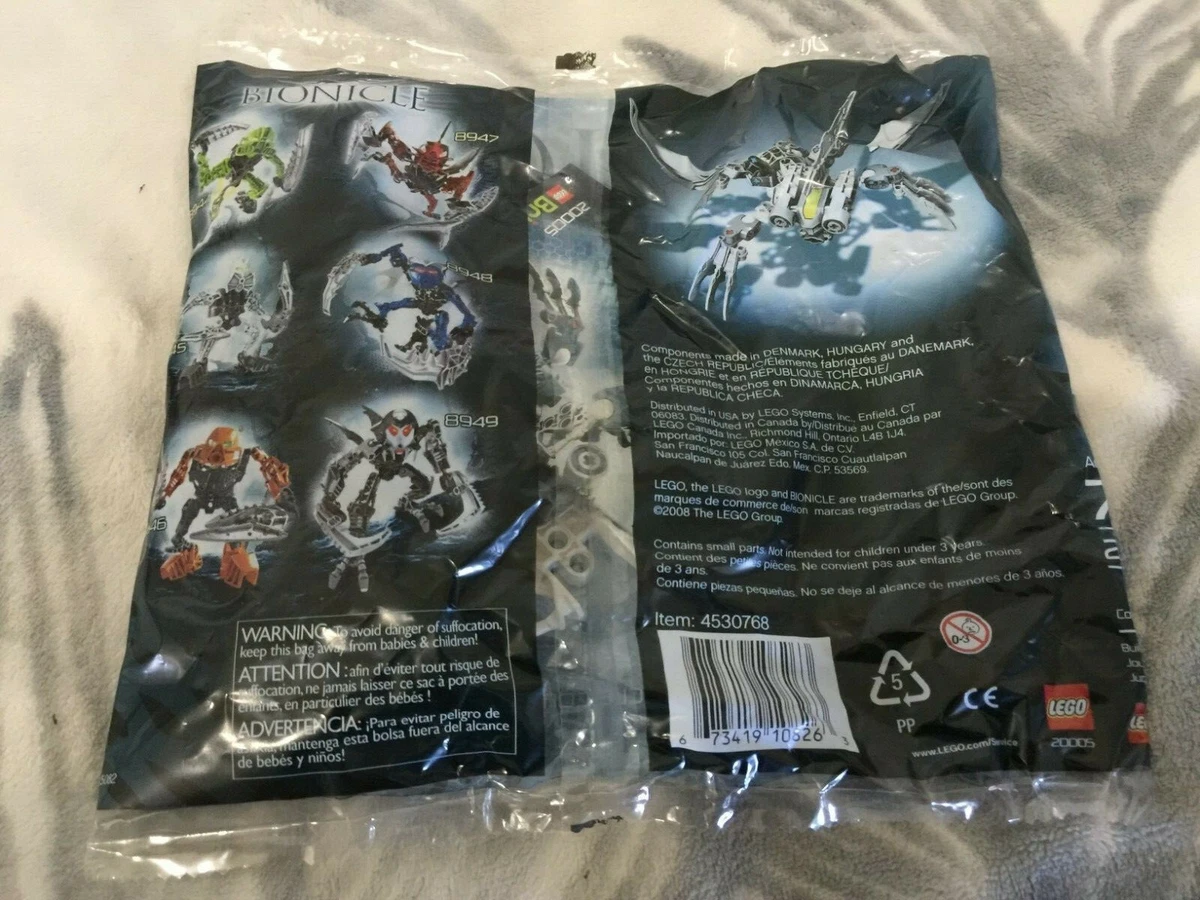 BIONICLE
8947
8948
8949
WARNING: To avoid danger of suffocation,
keep this bag away from babies & children!
ATTENTION :afin d'éviter tout risque de
suffocation, ne jamais laisser ce sac à portée des
enfants, en particulier des bébés !
ADVERTENCIA: ¡Para evitar peligro de
mantenga esta bolsa fuera del alcance
de bebés y niños!
LEGO
20005
Components made in DENMARK, HUNGARY and
the CZECH REPUBLIC/Éléments fabriqués au DANEMARK,
en HONGRIE et en RÉPUBLIQUE TCHÈQUE/
Componentes hechos en DINAMARCA, HUNGRIA
y la REPUBLICA CHECA.
Distributed in USA by LEGO Systems, Inc., Enfield, CT
06083. Distributed in Canada by/Distribué au Canada par
LEGO Canada Inc., Richmond Hill, Ontario L4B 1J4.
Importado por: LEGO México S.A. de C.V.
San Francisco 105 Col. San Francisco Cuautlalpan
Naucalpan de Juárez Edo. Mex. C.P. 53569.
LEGO, the LEGO logo and BIONICLE are trademarks of the/sont des
marques de commerce de/son marcas registradas de LEGO Group.
©2008 The LEGO Group.
Contains small parts. Not intended for children under 3 years.
Contient des petites pièces. Ne convient pas aux enfants de moins
de 3 ans.
Contiene piezas pequeñas. No se deje al alcance de menores de 3 años.
Item: 4530768
6 73419 10526 3
0-3
5
PP
CE
LEGO
20005